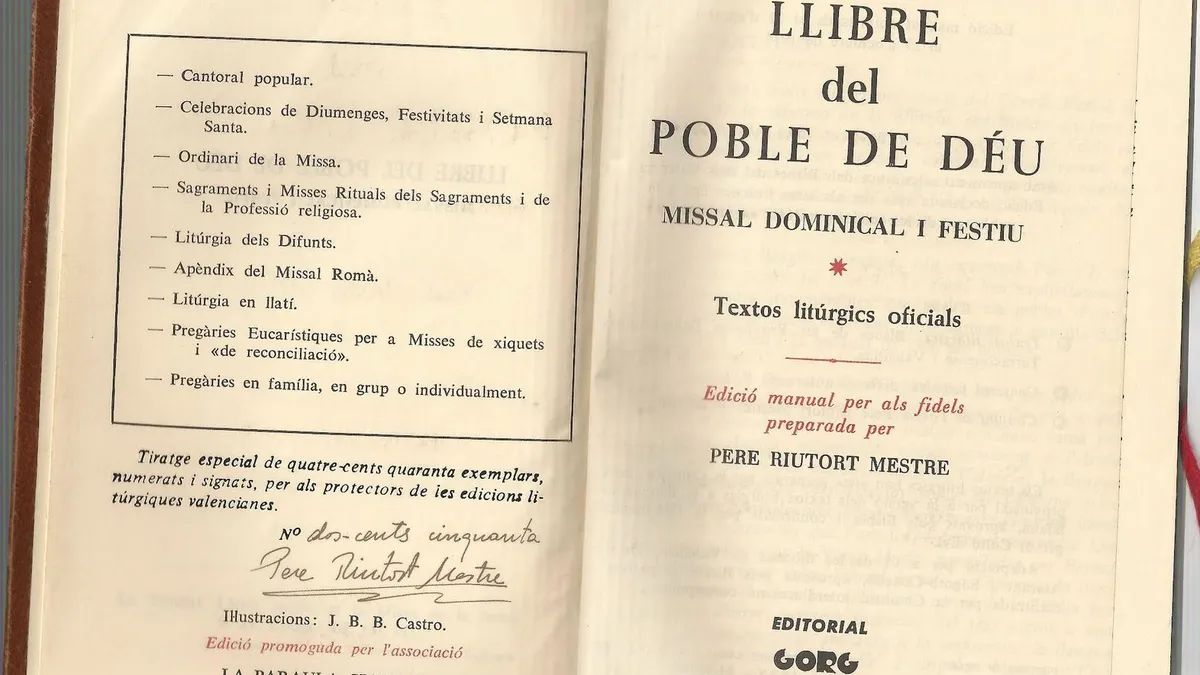 — Cantoral popular.
— Celebracions de Diumenges, Festivitats i Setmana
Santa.
— Ordinari de la Missa.
— Sagraments i Misses Rituals dels Sagraments i de
la Professió religiosa.
— Litúrgia dels Difunts.
— Apèndix del Missal Romà.
— Litúrgia en llatí.
— Pregàries Eucarístiques per a Misses de xiquets
i «de reconciliació».
— Pregàries en família, en grup o individualment.
Tiratge especial de quatre-cents quaranta exemplars,
numerats i signats, per als protectors de ies edicions li-
túrgiques valencianes.
Nº dos-cents cinquanta
Pere Riutort Mestre
Il·lustracions: J. B. B. Castro.
Edició promoguda per l'associació
LA PARAULA
LLIBRE
del
POBLE DE DÉU
MISSAL DOMINICAL I FESTIU
Textos litúrgics oficials
Edició manual per als fidels
preparada per
PERE RIUTORT MESTRE
EDITORIAL
GORG